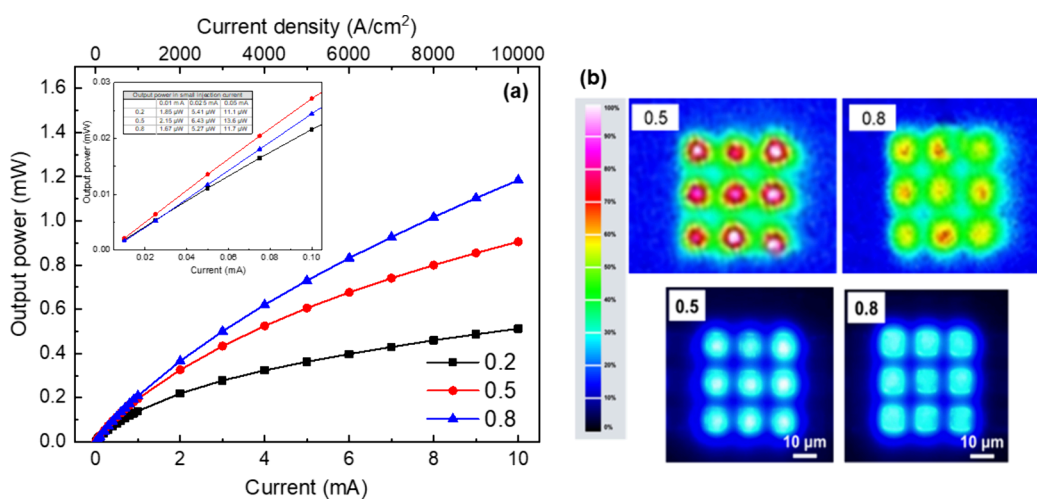 Current density (A/cm²)
0 2000 4000 6000 8000 10000
1.6
1.4
1.2
1.0
0.8
0.6
0.4
0.2
0.0
Output power (mW)
(a)
0.03
0.02
0.01
0.00
Output power (mW)
Output power in small injection current
0.01 mA 0.025 mA 0.05 mA
0.2 1.85 µW 5.41 µW 11.1 µW
0.5 2.15 µW 6.43 µW 13.6 µW
0.8 1.67 µW 5.27 µW 11.7 µW
0.02 0.04 0.06 0.08 0.10
Current (mA)
0.2
0.5
0.8
0 2 4 6 8 10
Current (mA)
(b)
100%
90%
80%
70%
60%
50%
40%
30%
20%
10%
0%
0.5
0.8
0.5
10 µm
0.8
10 µm